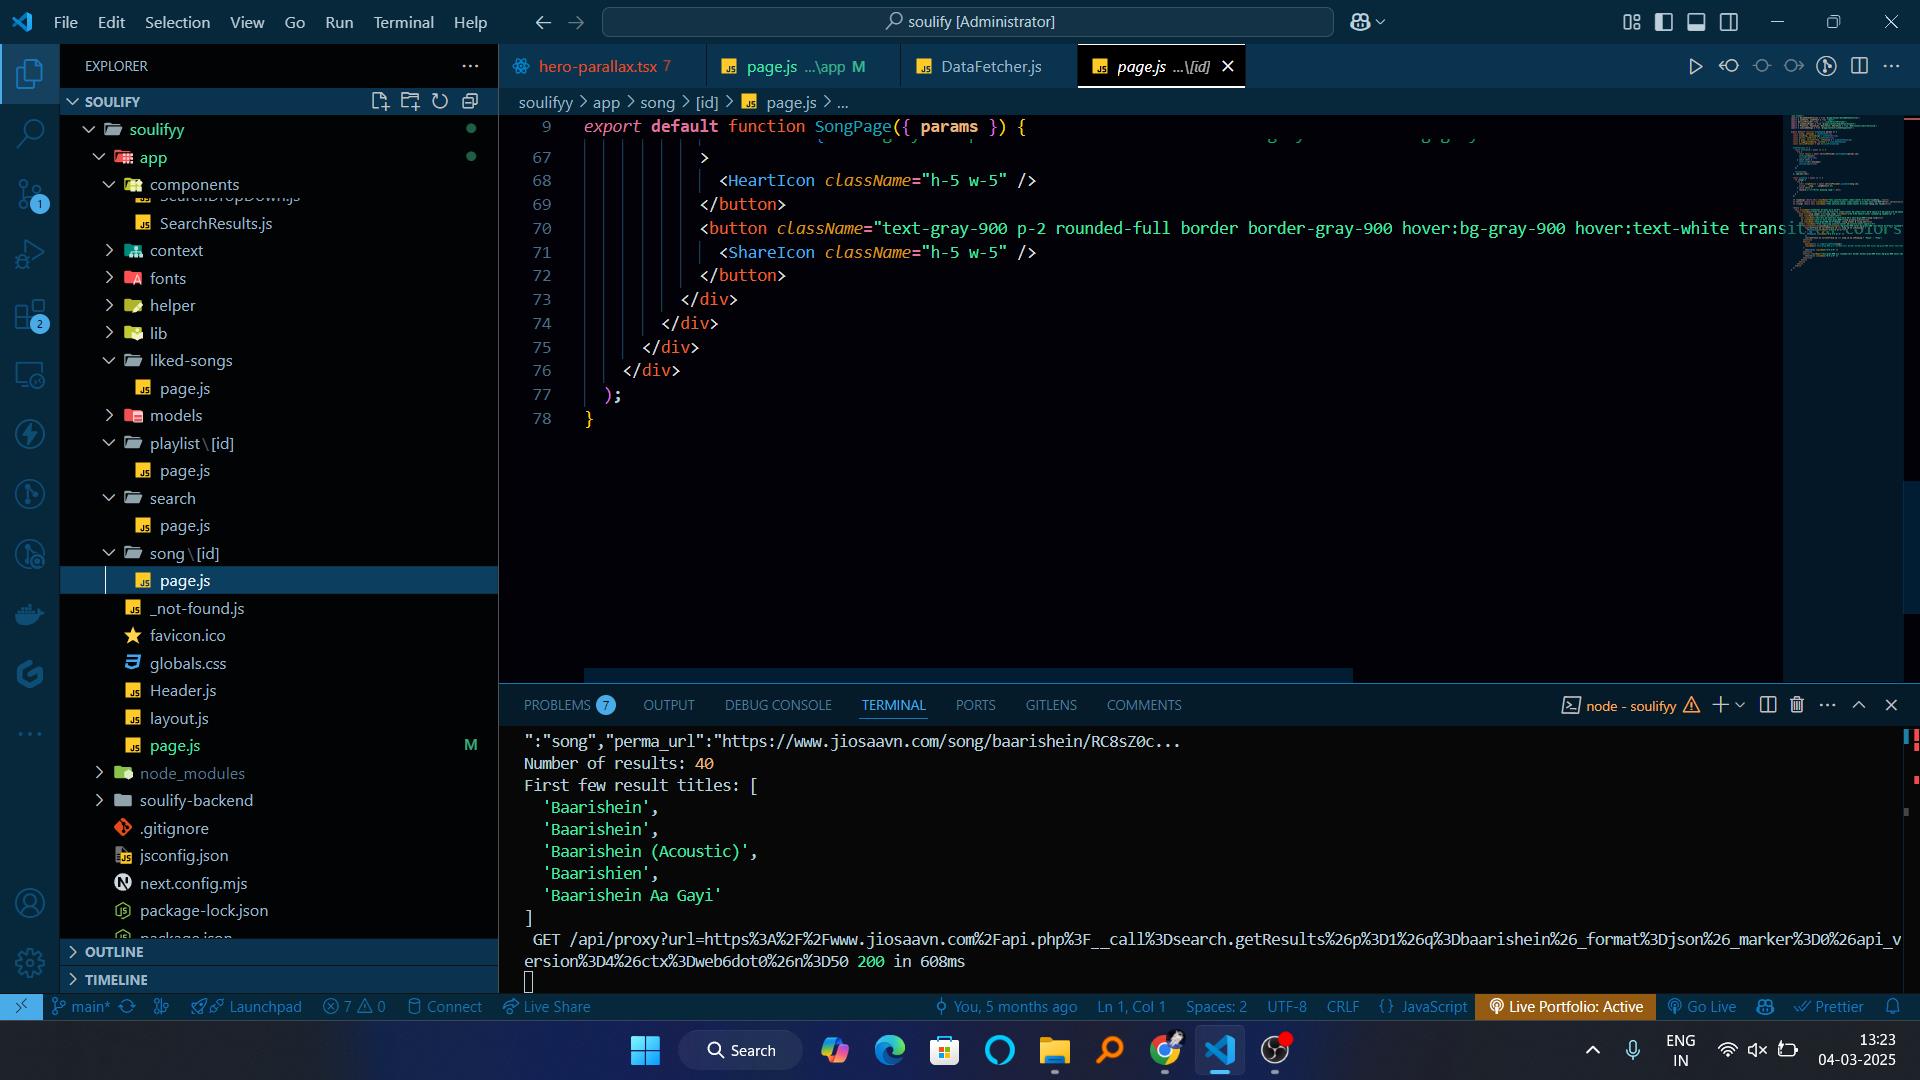 File Edit Selection View Go Run Terminal Help
soulify [Administrator]
EXPLORER
SOULIFY
soulifyy
app
components
SearchDropDown.js
SearchResults.js
context
fonts
helper
lib
liked-songs
page.js
models
playlist\[id]
page.js
search
page.js
song\[id]
page.js
_not-found.js
favicon.ico
globals.css
Header.js
layout.js
page.js M
node_modules
soulify-backend
.gitignore
jsconfig.json
next.config.mjs
package-lock.json
package.json
OUTLINE
TIMELINE
1
2
hero-parallax.tsx 7
page.js ...\app M
DataFetcher.js
page.js ...\[id]
soulifyy > app > song > [id] > page.js > ...
9 export default function SongPage({ params }) {
67 >
68 <HeartIcon className="h-5 w-5" />
69 </button>
70 <button className="text-gray-900 p-2 rounded-full border border-gray-900 hover:bg-gray-900 hover:text-white transition-colors
71 <ShareIcon className="h-5 w-5" />
72 </button>
73 </div>
74 </div>
75 </div>
76 </div>
77 );
78 }
PROBLEMS 7 OUTPUT DEBUG CONSOLE TERMINAL PORTS GITLENS COMMENTS
node - soulifyy
":"song","perma_url":"https://www.jiosaavn.com/song/baarishein/RC8sZ0c...
Number of results: 40
First few result titles: [
'Baarishein',
'Baarishein',
'Baarishein (Acoustic)',
'Baarishien',
'Baarishein Aa Gayi'
]
GET /api/proxy?url=https%3A%2F%2Fwww.jiosaavn.com%2Fapi.php%3F__call%3Dsearch.getResults%26p%3D1%26q%3Dbaarishein%26_format%3Djson%26_marker%3D0%26api_v
ersion%3D4%26ctx%3Dweb6dot0%26n%3D50 200 in 608ms
main* Launchpad 7 0 Connect Live Share
You, 5 months ago Ln 1, Col 1 Spaces: 2 UTF-8 CRLF {} JavaScript Live Portfolio: Active Go Live Prettier
Search
ENG
IN
13:23
04-03-2025